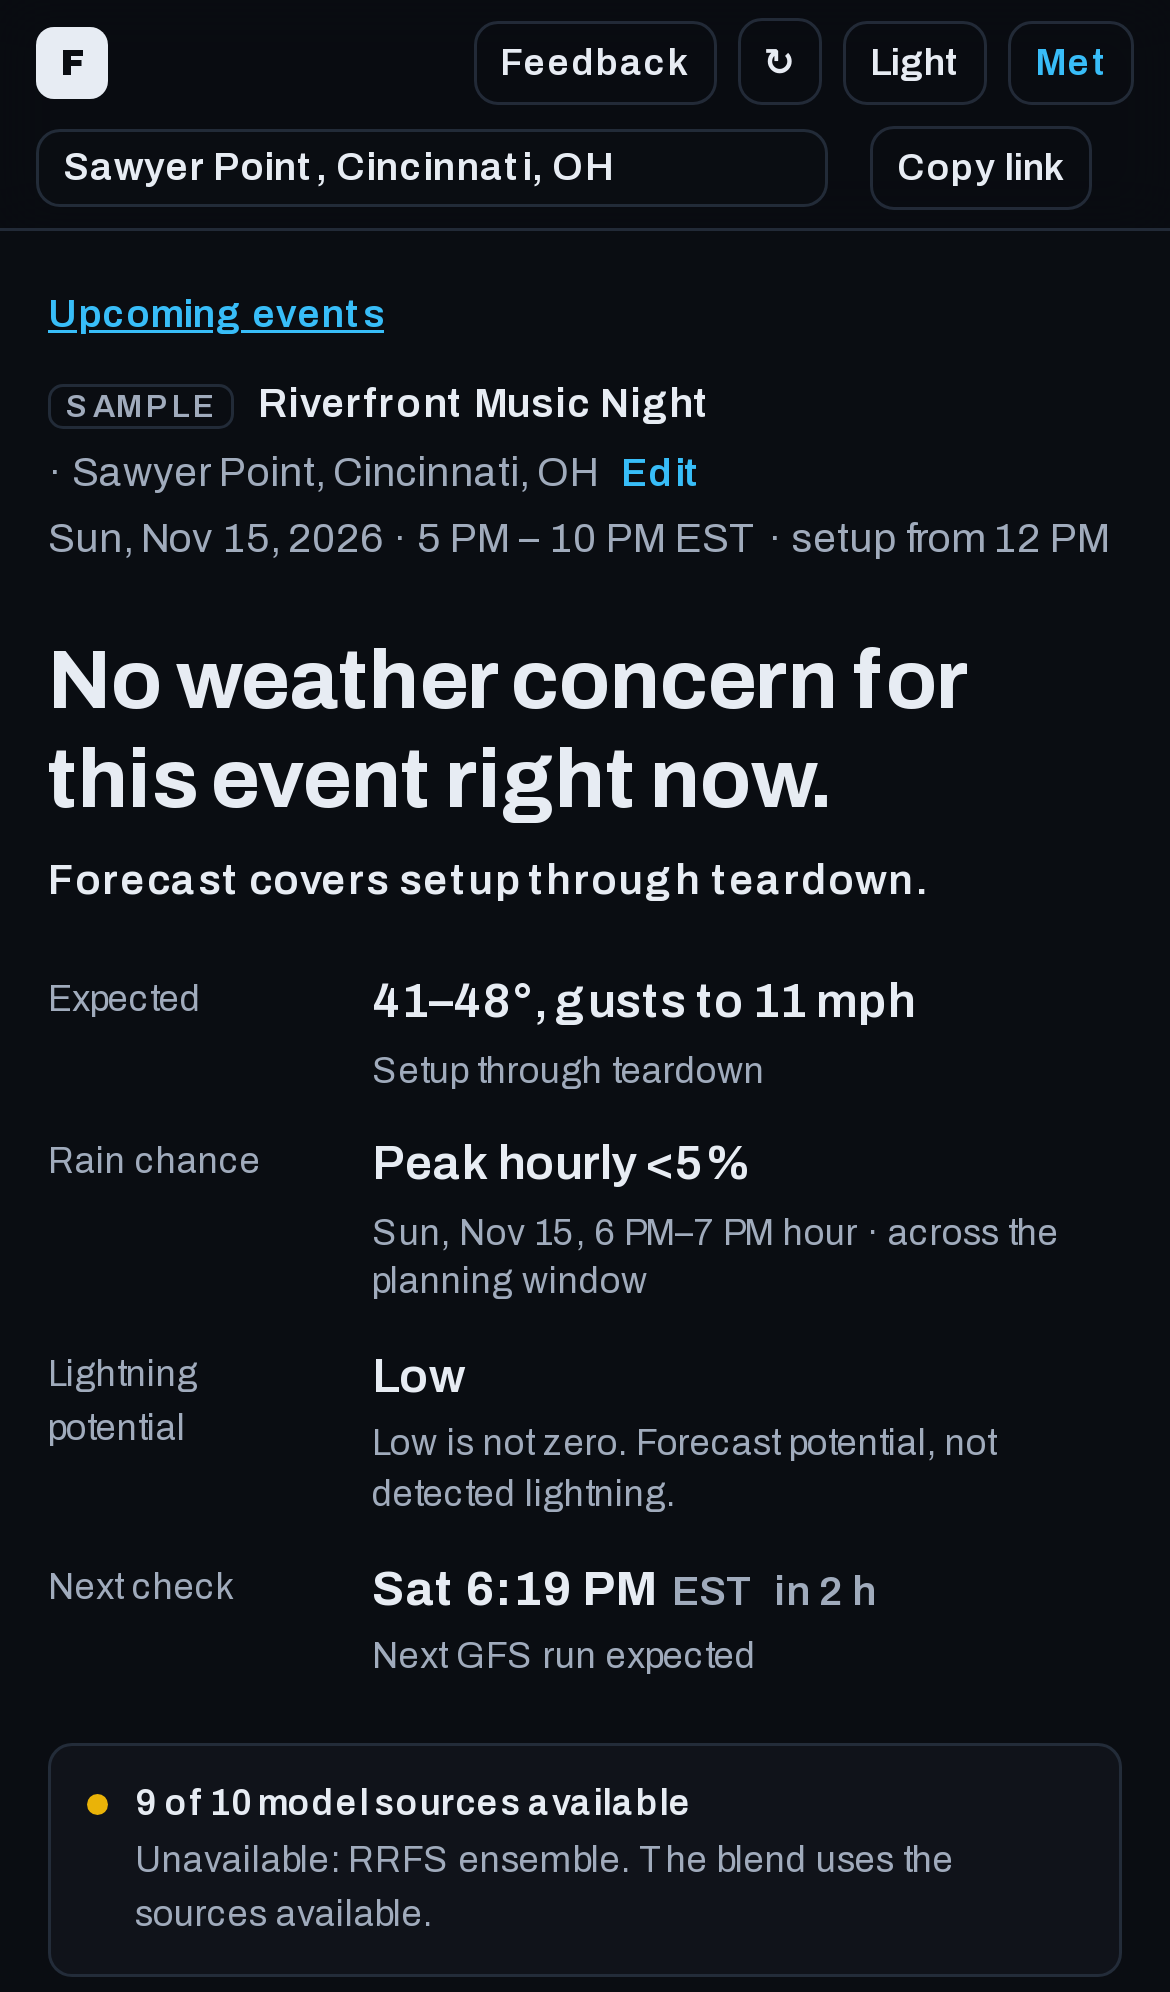 F
Feedback
↻
Light
Met
Sawyer Point, Cincinnati, OH
Copy link
Upcoming events
SAMPLE Riverfront Music Night
· Sawyer Point, Cincinnati, OH Edit
Sun, Nov 15, 2026 · 5 PM – 10 PM EST · setup from 12 PM
No weather concern for
this event right now.
Forecast covers setup through teardown.
Expected
41–48°, gusts to 11 mph
Setup through teardown
Rain chance
Peak hourly <5%
Sun, Nov 15, 6 PM–7 PM hour · across the
planning window
Lightning
potential
Low
Low is not zero. Forecast potential, not
detected lightning.
Next check
Sat 6:19 PM EST in 2 h
Next GFS run expected
9 of 10 model sources available
Unavailable: RRFS ensemble. The blend uses the
sources available.